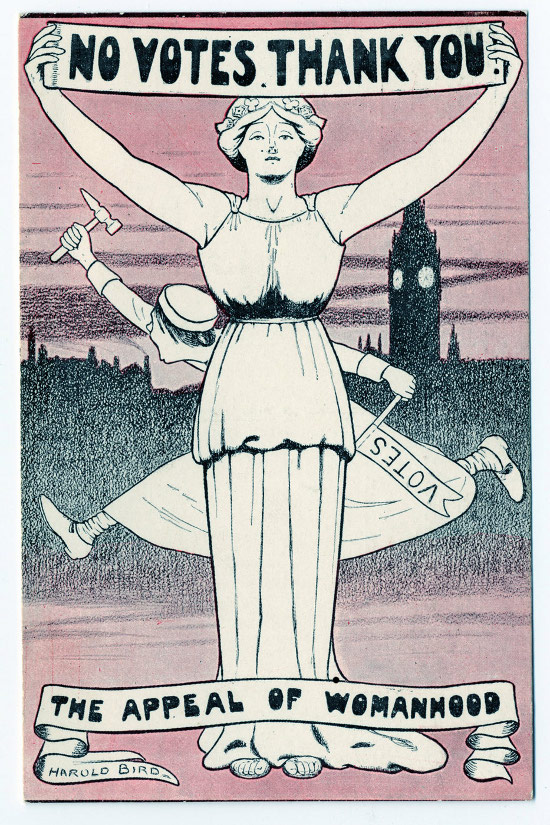 NO VOTES THANK YOU.
VOTES
THE APPEAL OF WOMANHOOD
HAROLD BIRD